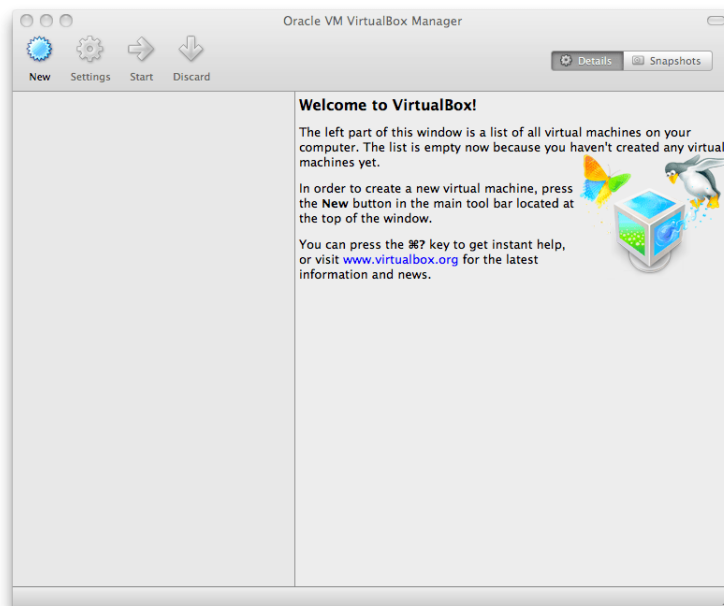 Oracle VM VirtualBox Manager
New Settings Start Discard
Details Snapshots
Welcome to VirtualBox!
The left part of this window is a list of all virtual machines on your
computer. The list is empty now because you haven't created any virtual
machines yet.
In order to create a new virtual machine, press
the New button in the main tool bar located at
the top of the window.
You can press the ⌘? key to get instant help,
or visit www.virtualbox.org for the latest
information and news.